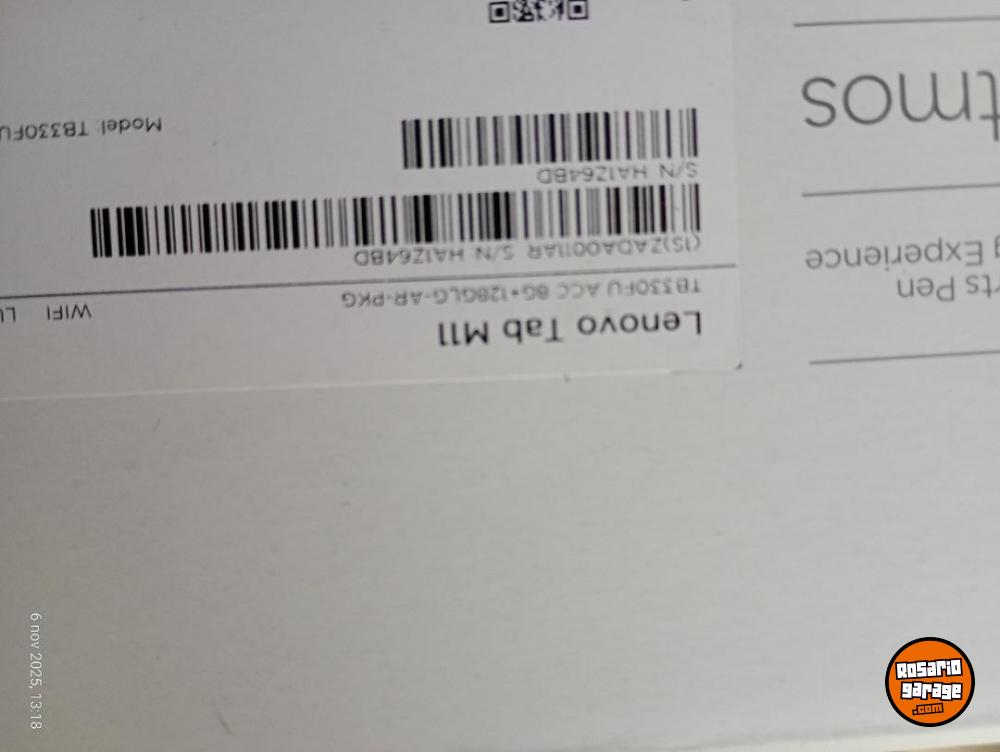 Lenovo Tab M11
TB330FU ACC 8G+128GLG-AR-PKG
WIFI
(1S)ZADA0011AR S/N HA1Z64BD
S/N HA1Z64BD
Model: TB330FU
Pen
Experience
6 nov 2025, 13:18
Rosario
garage
.com